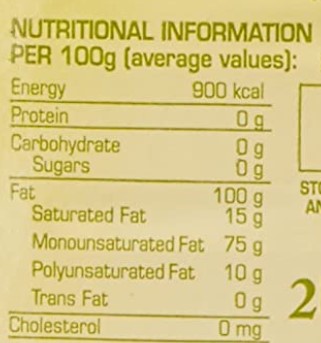 NUTRITIONAL INFORMATION
PER 100g (average values):
Energy 900 kcal
Protein 0 g
Carbohydrate 0 g
Sugars 0 g
Fat 100 g
Saturated Fat 15 g
Monounsaturated Fat 75 g
Polyunsaturated Fat 10 g
Trans Fat 0 g
Cholesterol 0 mg
2